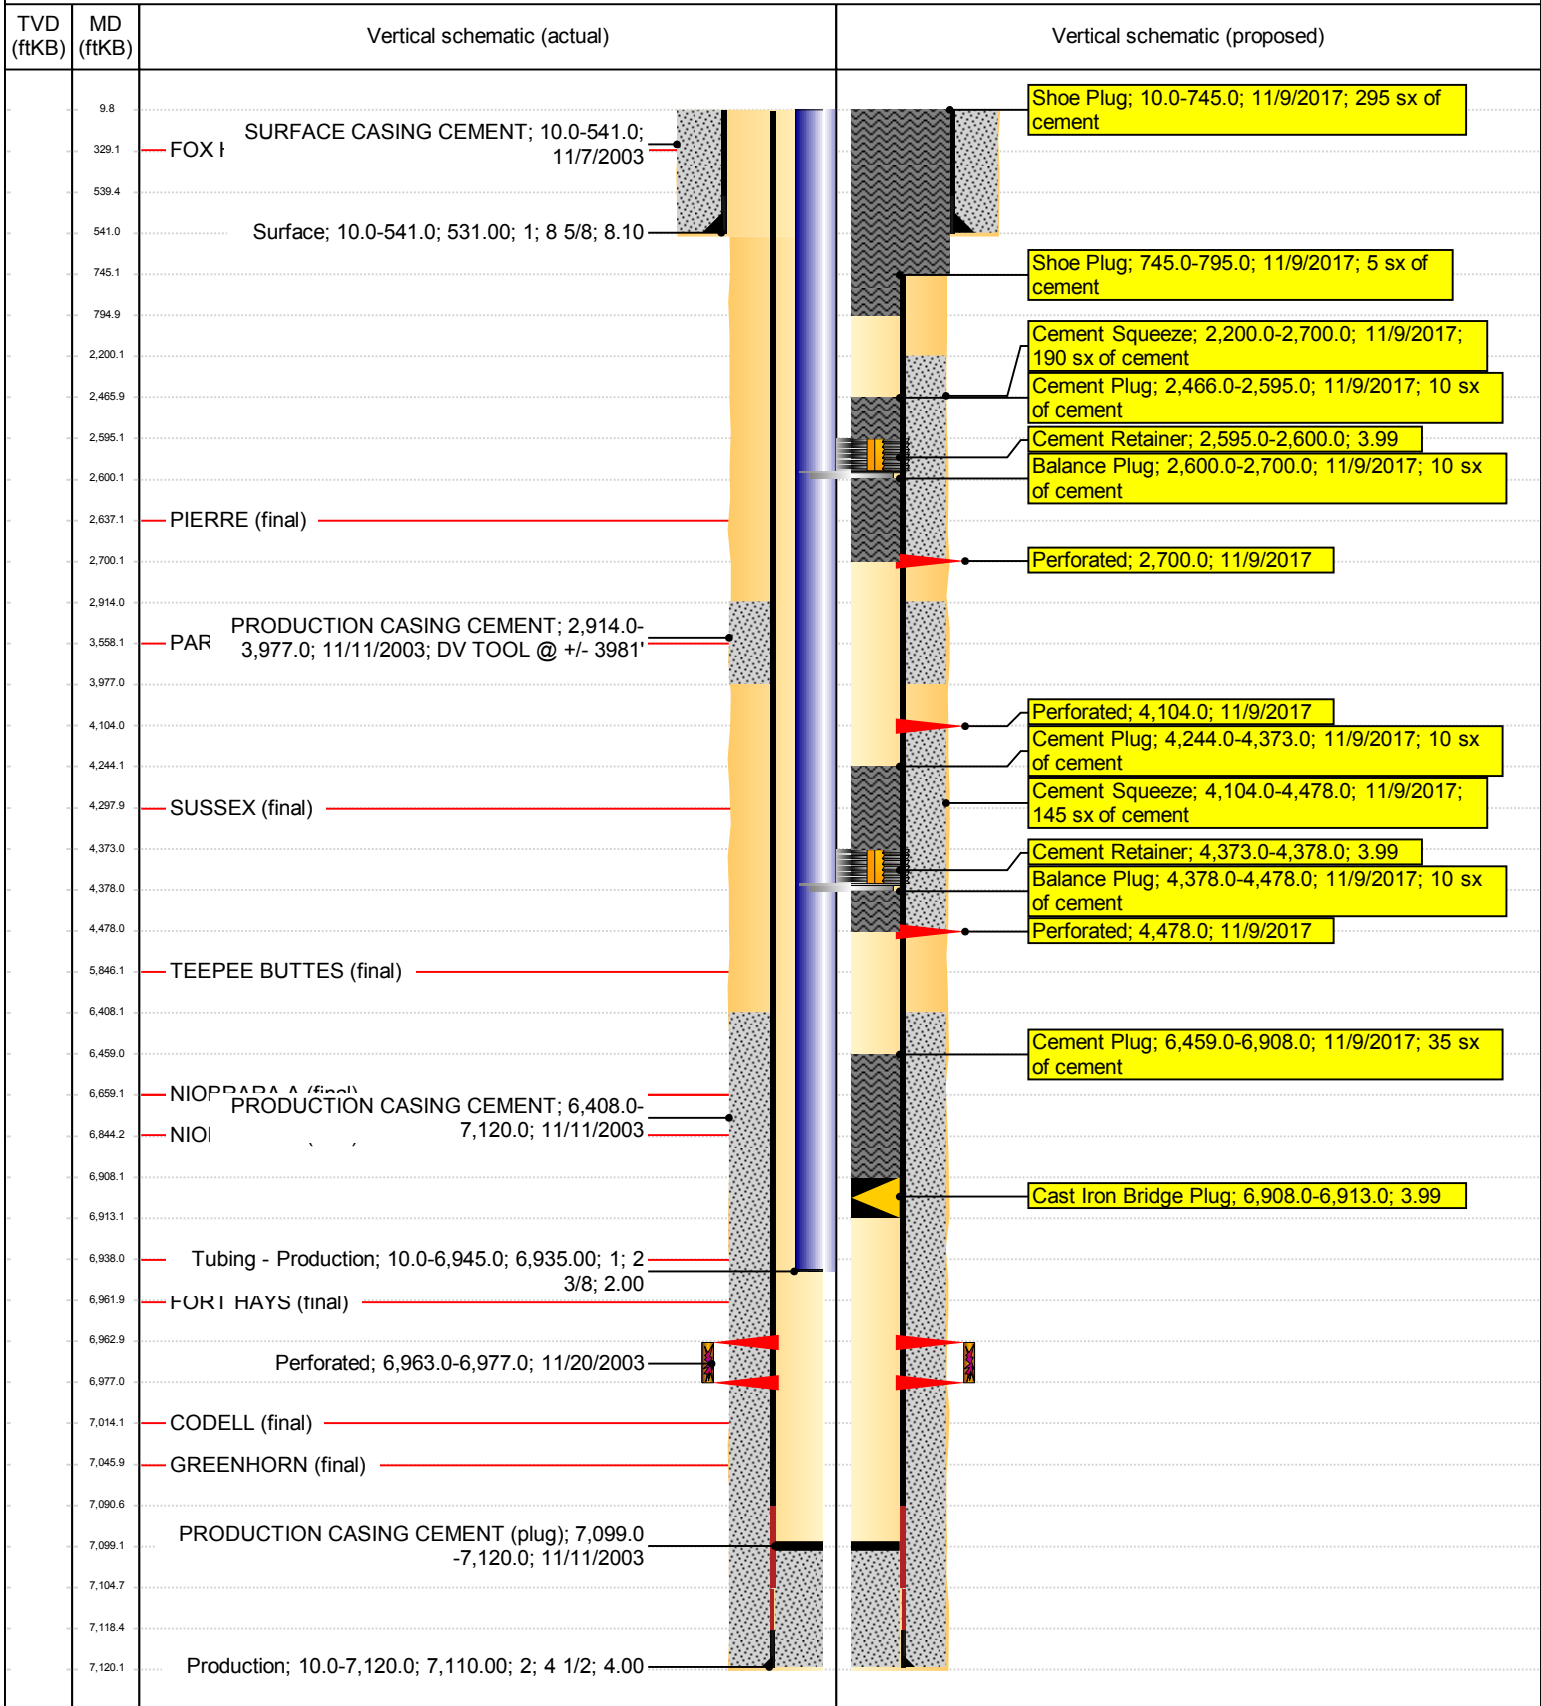 TVD (ftKB)
MD (ftKB)
Vertical schematic (actual)
Vertical schematic (proposed)
9.8
329.1
539.4
541.0
745.1
794.9
2,200.1
2,465.9
2,595.1
2,600.1
2,637.1
2,700.1
2,914.0
3,558.1
3,977.0
4,104.0
4,244.1
4,297.9
4,373.0
4,378.0
4,478.0
5,846.1
6,408.1
6,459.0
6,659.1
6,844.2
6,908.1
6,913.1
6,938.0
6,961.9
6,962.9
6,977.0
7,014.1
7,045.9
7,090.6
7,099.1
7,104.7
7,118.4
7,120.1
SURFACE CASING CEMENT; 10.0-541.0;
11/7/2003
FOX
Surface; 10.0-541.0; 531.00; 1; 8 5/8; 8.10
PIERRE (final)
PRODUCTION CASING CEMENT; 2,914.0-
3,977.0; 11/11/2003; DV TOOL @ +/- 3981'
PAR
SUSSEX (final)
TEEPEE BUTTES (final)
NIOBRARA A (final)
PRODUCTION CASING CEMENT; 6,408.0-
7,120.0; 11/11/2003
Tubing - Production; 10.0-6,945.0; 6,935.00; 1; 2
3/8; 2.00
FORT HAYS (final)
Perforated; 6,963.0-6,977.0; 11/20/2003
CODELL (final)
GREENHORN (final)
PRODUCTION CASING CEMENT (plug); 7,099.0
-7,120.0; 11/11/2003
Production; 10.0-7,120.0; 7,110.00; 2; 4 1/2; 4.00
Shoe Plug; 10.0-745.0; 11/9/2017; 295 sx of
cement
Shoe Plug; 745.0-795.0; 11/9/2017; 5 sx of
cement
Cement Squeeze; 2,200.0-2,700.0; 11/9/2017;
190 sx of cement
Cement Plug; 2,466.0-2,595.0; 11/9/2017; 10 sx
of cement
Cement Retainer; 2,595.0-2,600.0; 3.99
Balance Plug; 2,600.0-2,700.0; 11/9/2017; 10 sx
of cement
Perforated; 2,700.0; 11/9/2017
Perforated; 4,104.0; 11/9/2017
Cement Plug; 4,244.0-4,373.0; 11/9/2017; 10 sx
of cement
Cement Squeeze; 4,104.0-4,478.0; 11/9/2017;
145 sx of cement
Cement Retainer; 4,373.0-4,378.0; 3.99
Balance Plug; 4,378.0-4,478.0; 11/9/2017; 10 sx
of cement
Perforated; 4,478.0; 11/9/2017
Cement Plug; 6,459.0-6,908.0; 11/9/2017; 35 sx
of cement
Cast Iron Bridge Plug; 6,908.0-6,913.0; 3.99